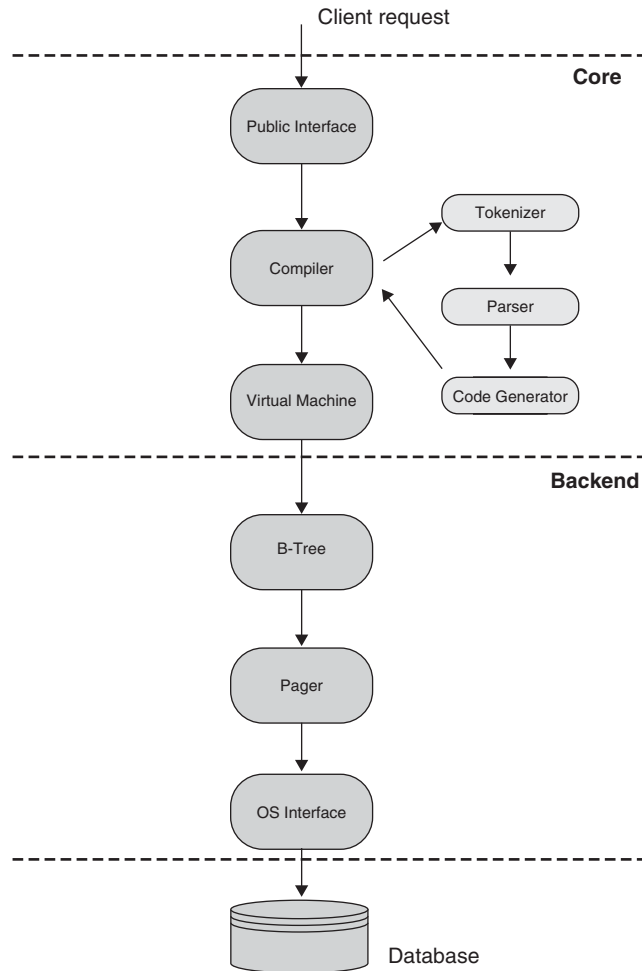 Client request
Core
Public Interface
Tokenizer
Compiler
Parser
Virtual Machine
Code Generator
Backend
B-Tree
Pager
OS Interface
Database